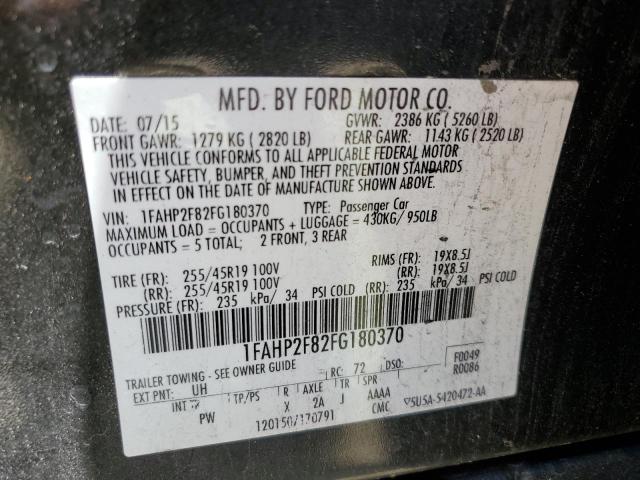 MFD. BY FORD MOTOR CO.
DATE: 07/15 GVWR: 2386 KG ( 5260 LB)
FRONT GAWR: 1279 KG ( 2820 LB) REAR GAWR: 1143 KG ( 2520 LB)
THIS VEHICLE CONFORMS TO ALL APPLICABLE FEDERAL MOTOR
VEHICLE SAFETY, BUMPER, AND THEFT PREVENTION STANDARDS
IN EFFECT ON THE DATE OF MANUFACTURE SHOWN ABOVE.
VIN: 1FAHP2F82FG180370 TYPE: Passenger Car
MAXIMUM LOAD = OCCUPANTS + LUGGAGE = 430KG/ 950LB
OCCUPANTS = 5 TOTAL; 2 FRONT, 3 REAR
TIRE (FR): 255/45R19 100V RIMS (FR): 19X8.5J
(RR): 255/45R19 100V (RR): 19X8.5J
PRESSURE (FR): 235 kPa/ 34 PSI COLD (RR): 235 kPa/ 34 PSI COLD
1FAHP2F82FG180370
TRAILER TOWING - SEE OWNER GUIDE RC: 72 DSO: F0049
EXT PNT: UH R0086
INT TR TP/PS R AXLE TR SPR
PW X 2A J AAAA
120150/170791 CMC 5U5A-5420472-AA